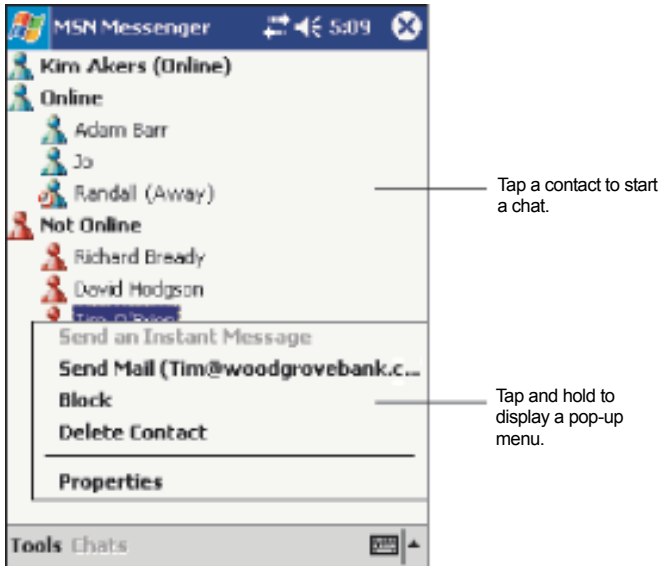 MSN Messenger 5:09
Kim Akers (Online)
Online
Adam Barr
Jo
Randall (Away)
Tap a contact to start
a chat.
Not Online
Richard Bready
David Hodgson
Tim O'Brien
Send an Instant Message
Send Mail (Tim@woodgrovebank.c...
Block
Delete Contact
Tap and hold to
display a pop-up
menu.
Properties
Tools Chats